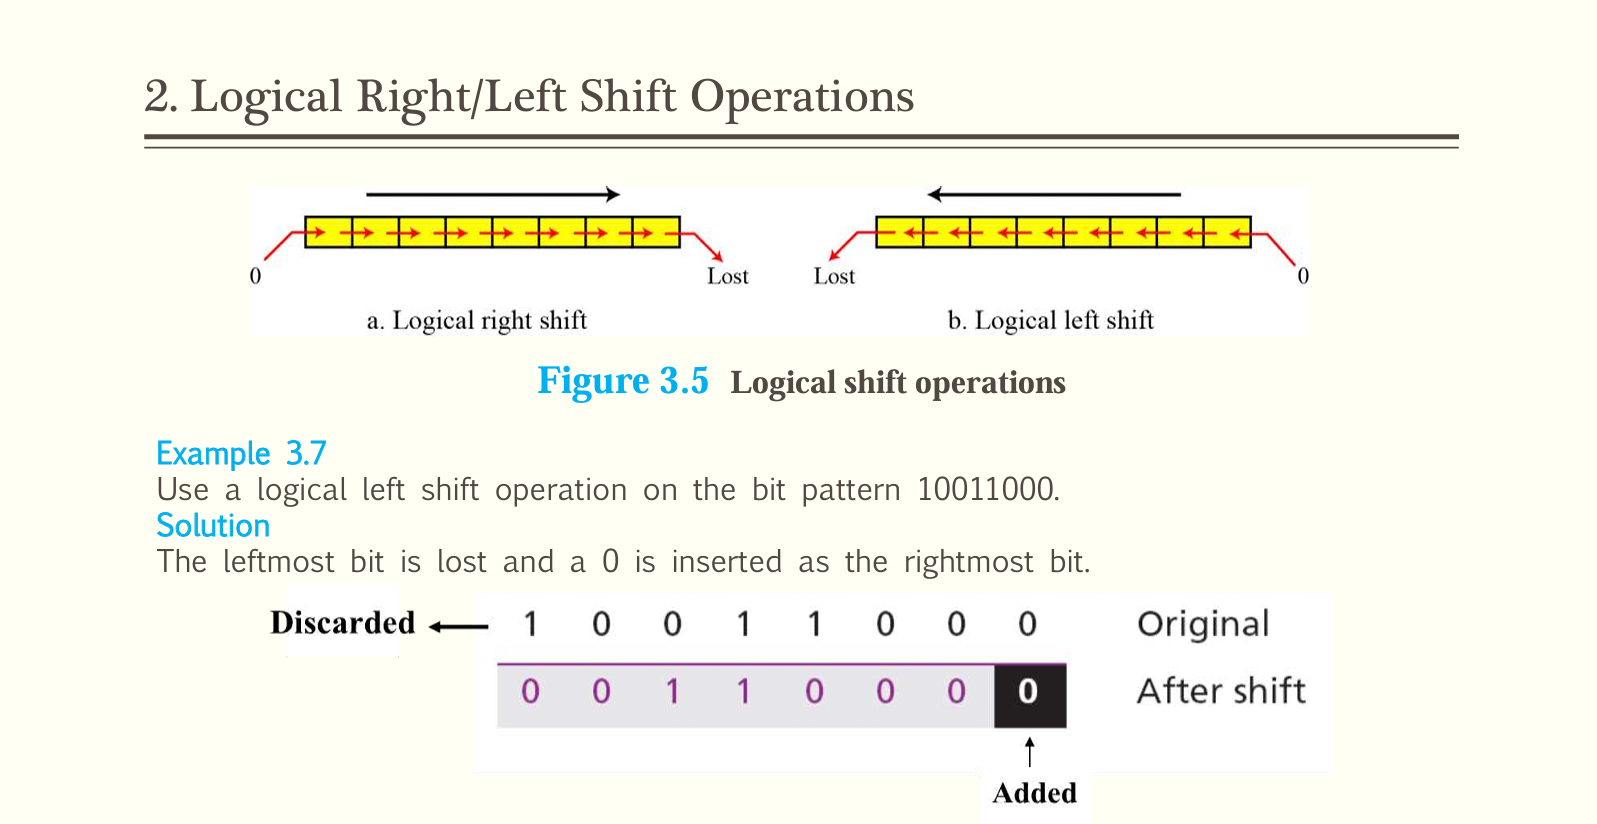 2. Logical Right/Left Shift Operations
0 Lost Lost 0
a. Logical right shift b. Logical left shift
Figure 3.5 Logical shift operations
Example 3.7
Use a logical left shift operation on the bit pattern 10011000.
Solution
The leftmost bit is lost and a 0 is inserted as the rightmost bit.
Discarded 1 0 0 1 1 0 0 0 Original
0 0 1 1 0 0 0 0 After shift
Added